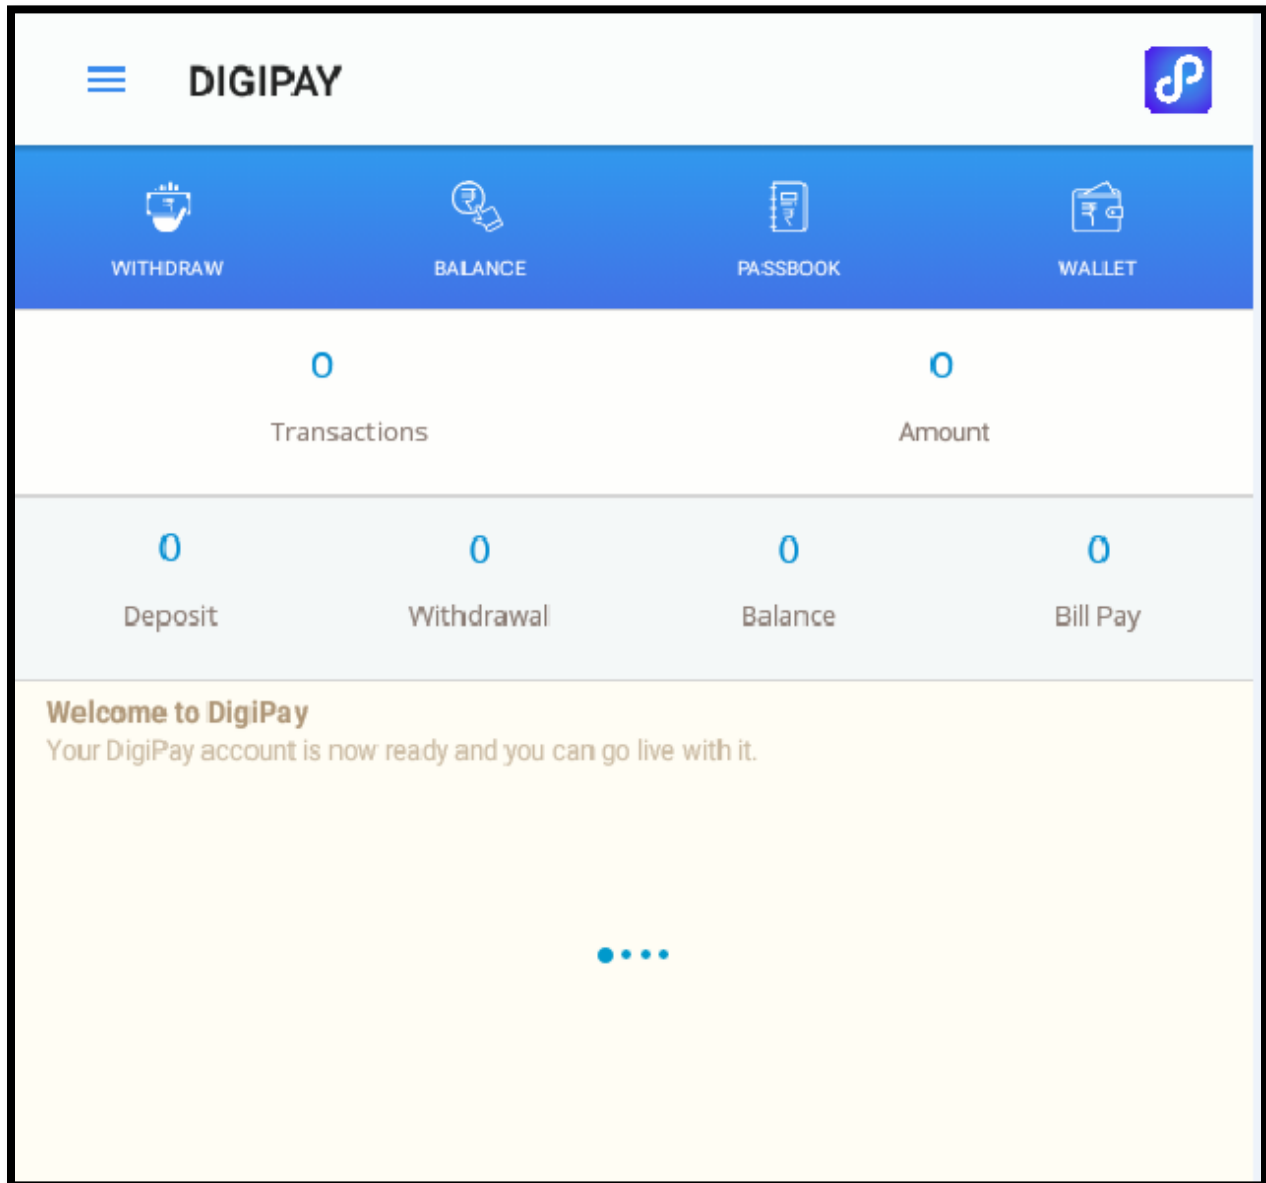 DIGIPAY
WITHDRAW BALANCE PASSBOOK WALLET
0 0
Transactions Amount
0 0 0 0
Deposit Withdrawal Balance Bill Pay
Welcome to DigiPay
Your DigiPay account is now ready and you can go live with it.